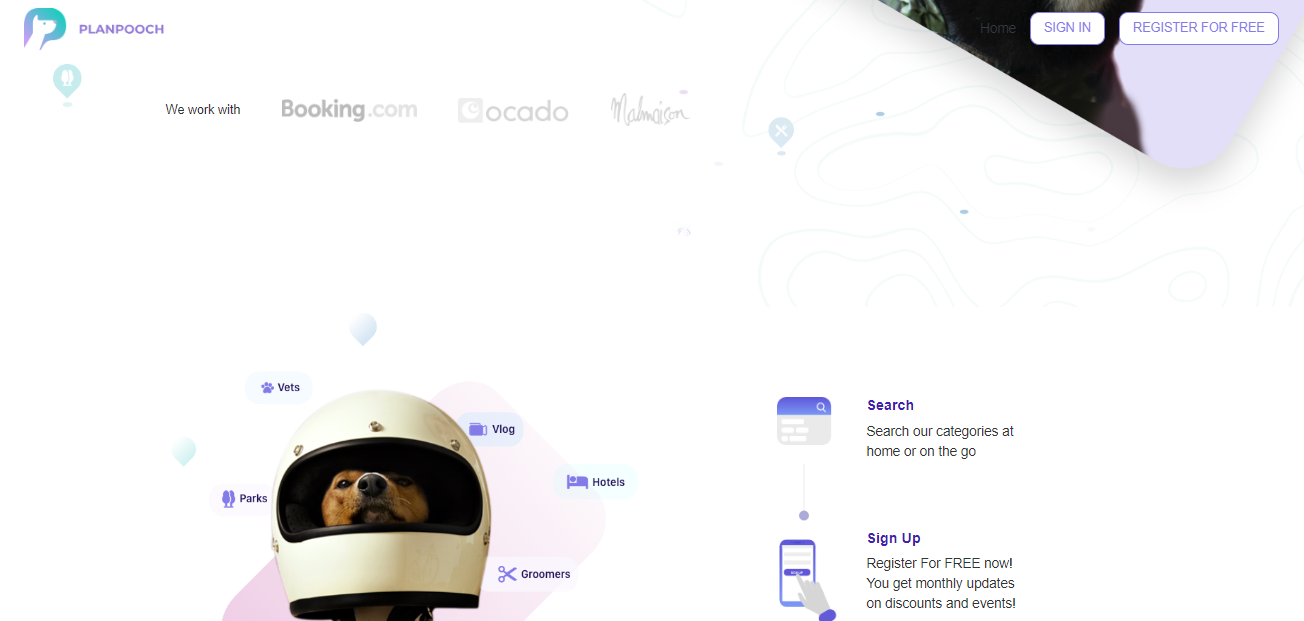 PLANPOOCH
Home
SIGN IN
REGISTER FOR FREE
We work with
Booking.com
ocado
Malmaison
Vets
Vlog
Hotels
Parks
Groomers
Search
Search our categories at
home or on the go
Sign Up
Register For FREE now!
You get monthly updates
on discounts and events!